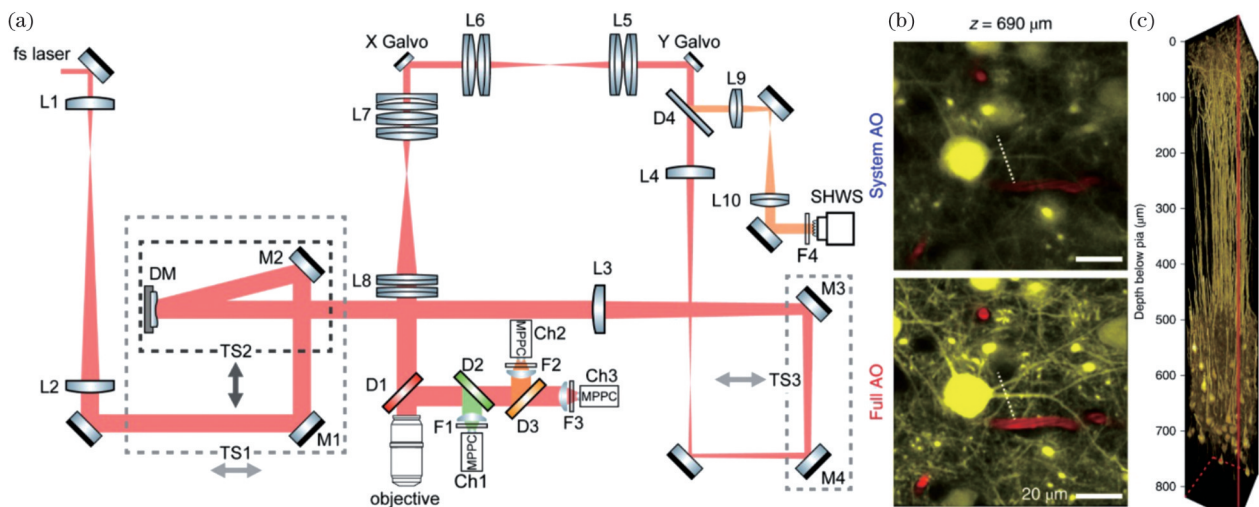 (a)
fs laser
L1
L2
DM
M2
TS2
M1
TS1
X Galvo
L6
L5
Y Galvo
L7
L8
L9
D4
L4
L10
SHWS
F4
L3
M3
TS3
M4
D1
D2
Ch2
MPPC
F2
Ch3
MPPC
F3
D3
F1
MPPC
Ch1
objective
(b)
z = 690 μm
System AO
Full AO
20 μm
(c)
Depth below pia (μm)
0
100
200
300
400
500
600
700
800